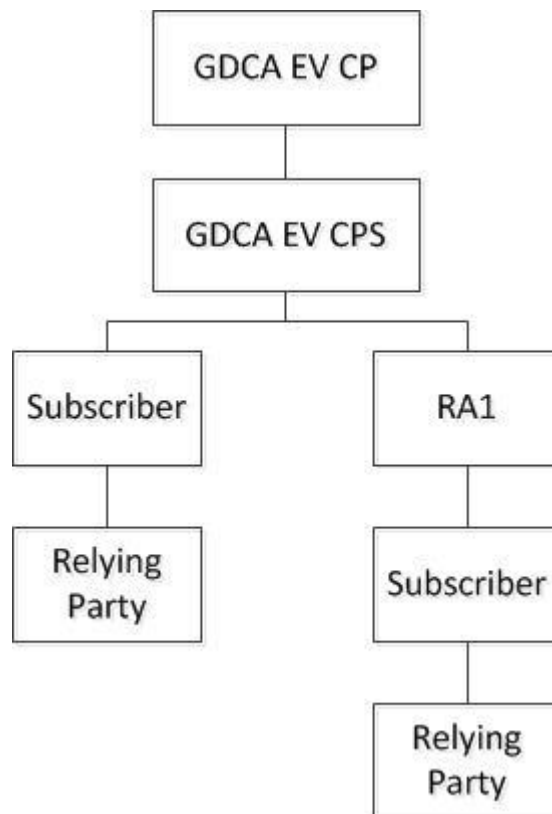 GDCA EV CP
GDCA EV CPS
Subscriber
RA1
Relying
Party
Subscriber
Relying
Party